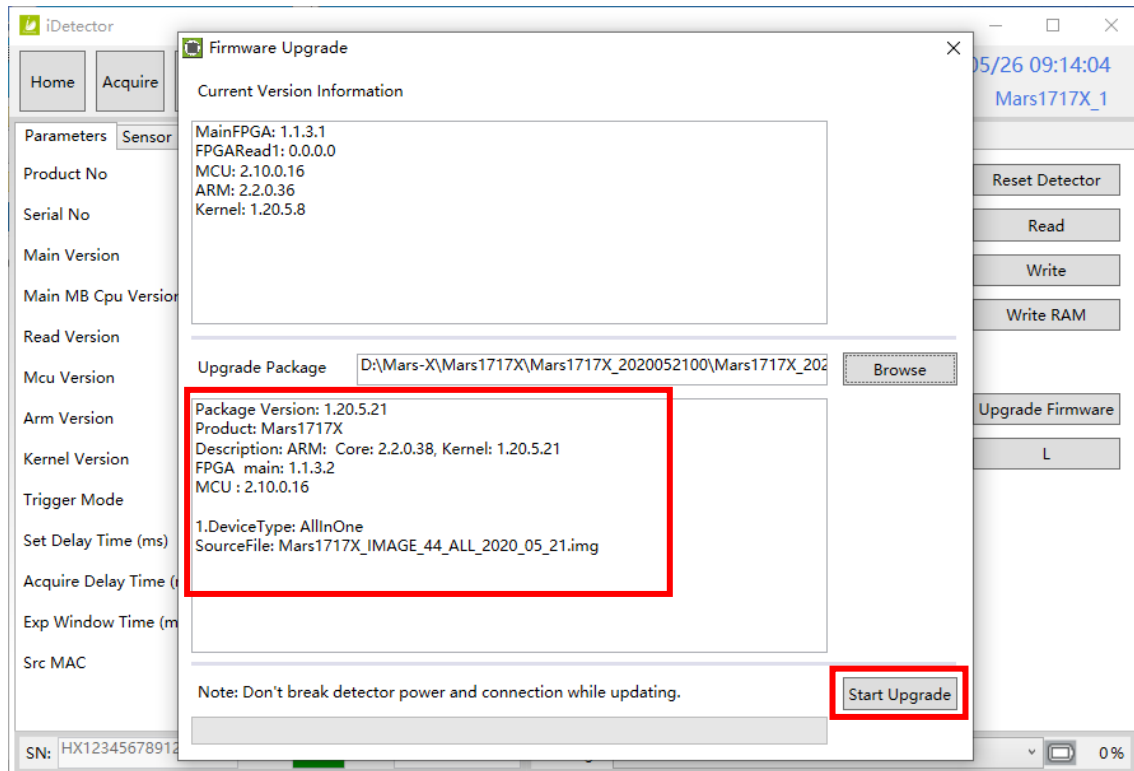 iDetector
Firmware Upgrade
Home
Acquire
05/26 09:14:04
Mars1717X_1
Current Version Information
Parameters
Sensor
MainFPGA: 1.1.3.1
FPGARead1: 0.0.0.0
MCU: 2.10.0.16
ARM: 2.2.0.36
Kernel: 1.20.5.8
Product No
Serial No
Main Version
Main MB Cpu Version
Read Version
Mcu Version
Arm Version
Kernel Version
Trigger Mode
Set Delay Time (ms)
Acquire Delay Time (
Exp Window Time (m
Src MAC
Reset Detector
Read
Write
Write RAM
Upgrade Firmware
L
Upgrade Package
D:\Mars-X\Mars1717X\Mars1717X_2020052100\Mars1717X_202
Browse
Package Version: 1.20.5.21
Product: Mars1717X
Description: ARM:  Core: 2.2.0.38, Kernel: 1.20.5.21
FPGA  main: 1.1.3.2
MCU : 2.10.0.16
1.DeviceType: AllInOne
SourceFile: Mars1717X_IMAGE_44_ALL_2020_05_21.img
Note: Don't break detector power and connection while updating.
Start Upgrade
SN:
HX12345678912
0%